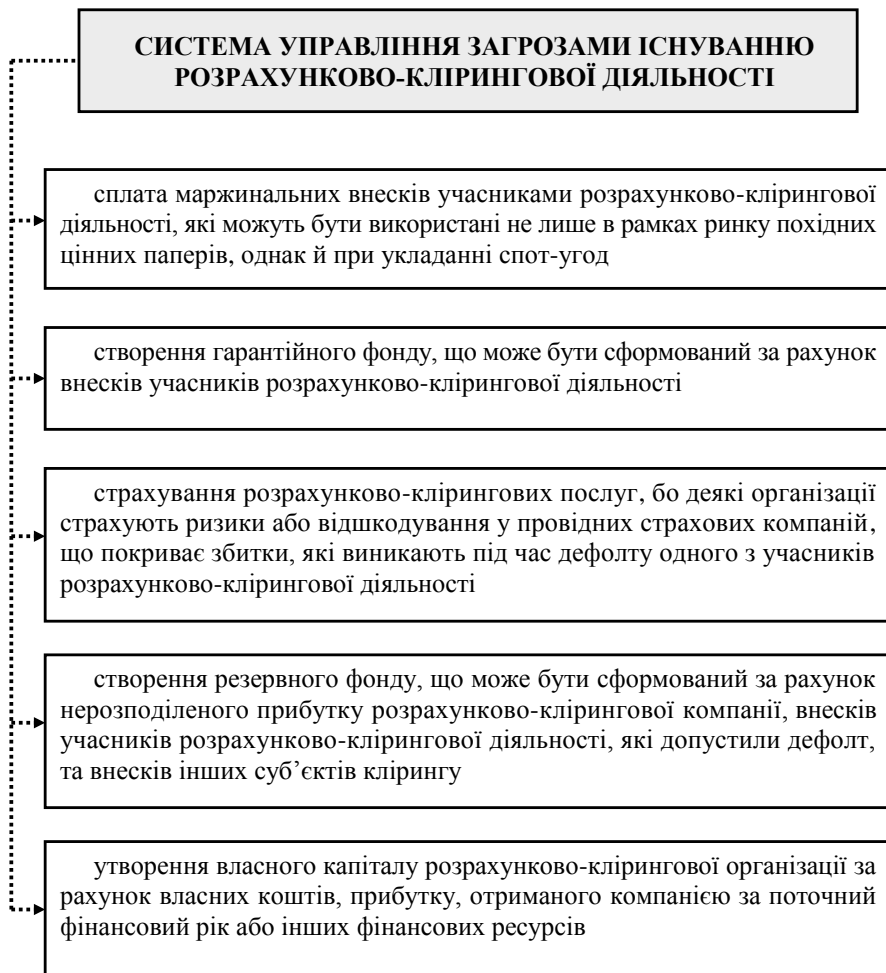 СИСТЕМА УПРАВЛІННЯ ЗАГРОЗАМИ ІСНУВАННЮ
РОЗРАХУНКОВО-КЛІРИНГОВОЇ ДІЯЛЬНОСТІ
сплата маржинальних внесків учасниками розрахунково-клірингової
діяльності, які можуть бути використані не лише в рамках ринку похідних
цінних паперів, однак й при укладанні спот-угод
створення гарантійного фонду, що може бути сформований за рахунок
внесків учасників розрахунково-клірингової діяльності
страхування розрахунково-клірингових послуг, бо деякі організації
страхують ризики або відшкодування у провідних страхових компаній,
що покриває збитки, які виникають під час дефолту одного з учасників
розрахунково-клірингової діяльності
створення резервного фонду, що може бути сформований за рахунок
нерозподіленого прибутку розрахунково-клірингової компанії, внесків
учасників розрахунково-клірингової діяльності, які допустили дефолт,
та внесків інших суб’єктів клірингу
утворення власного капіталу розрахунково-клірингової організації за
рахунок власних коштів, прибутку, отриманого компанією за поточний
фінансовий рік або інших фінансових ресурсів